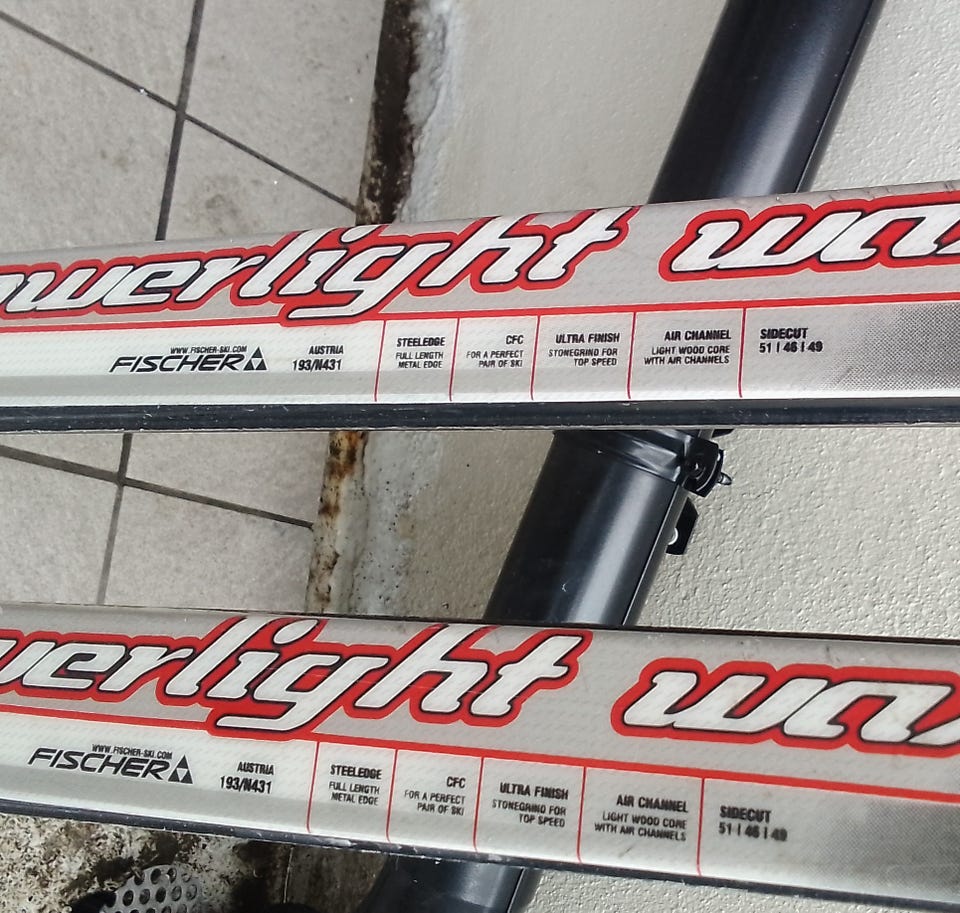 owerlight wax
WWW.FISCHER-SKI.COM
FISCHER
AUSTRIA
193/N431
STEELEDGE
FULL LENGTH
METAL EDGE
CFC
FOR A PERFECT
PAIR OF SKI
ULTRA FINISH
STONEGRIND FOR
TOP SPEED
AIR CHANNEL
LIGHT WOOD CORE
WITH AIR CHANNELS
SIDECUT
51 | 46 | 49
werlight wax
WWW.FISCHER-SKI.COM
FISCHER
AUSTRIA
193/N431
STEELEDGE
FULL LENGTH
METAL EDGE
CFC
FOR A PERFECT
PAIR OF SKI
ULTRA FINISH
STONEGRIND FOR
TOP SPEED
AIR CHANNEL
LIGHT WOOD CORE
WITH AIR CHANNELS
SIDECUT
51 | 46 | 49